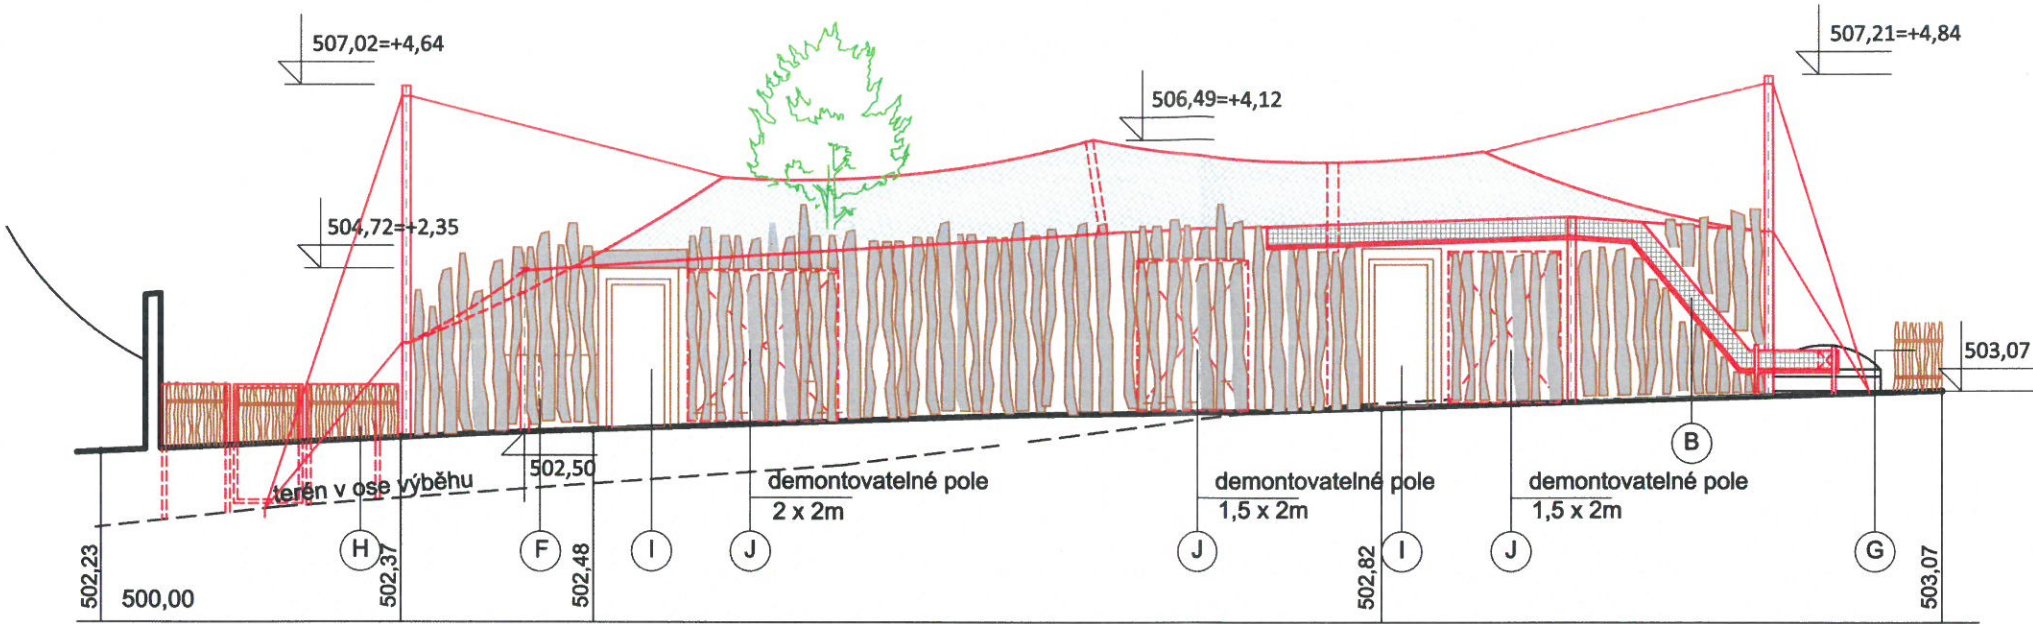 507,02=+4,64
507,21=+4,84
506,49=+4,12
504,72=+2,35
503,07
502,50
terén v ose výběhu
demontovatelné pole
2 x 2m
demontovatelné pole
1,5 x 2m
demontovatelné pole
1,5 x 2m
B
H
F
I
J
J
I
J
G
502,23
500,00
502,37
502,48
502,82
503,07